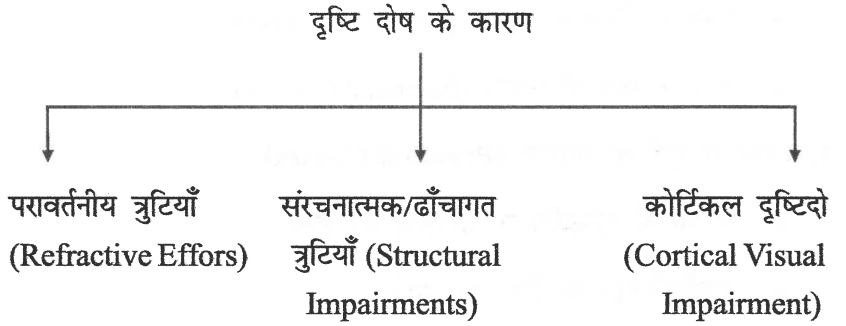 दृष्टि दोष के कारण
परावर्तनीय त्रुटियाँ
(Refractive Effors)
संरचनात्मक/ढाँचागत
त्रुटियाँ (Structural
Impairments)
कोर्टिकल दृष्टिदो
(Cortical Visual
Impairment)